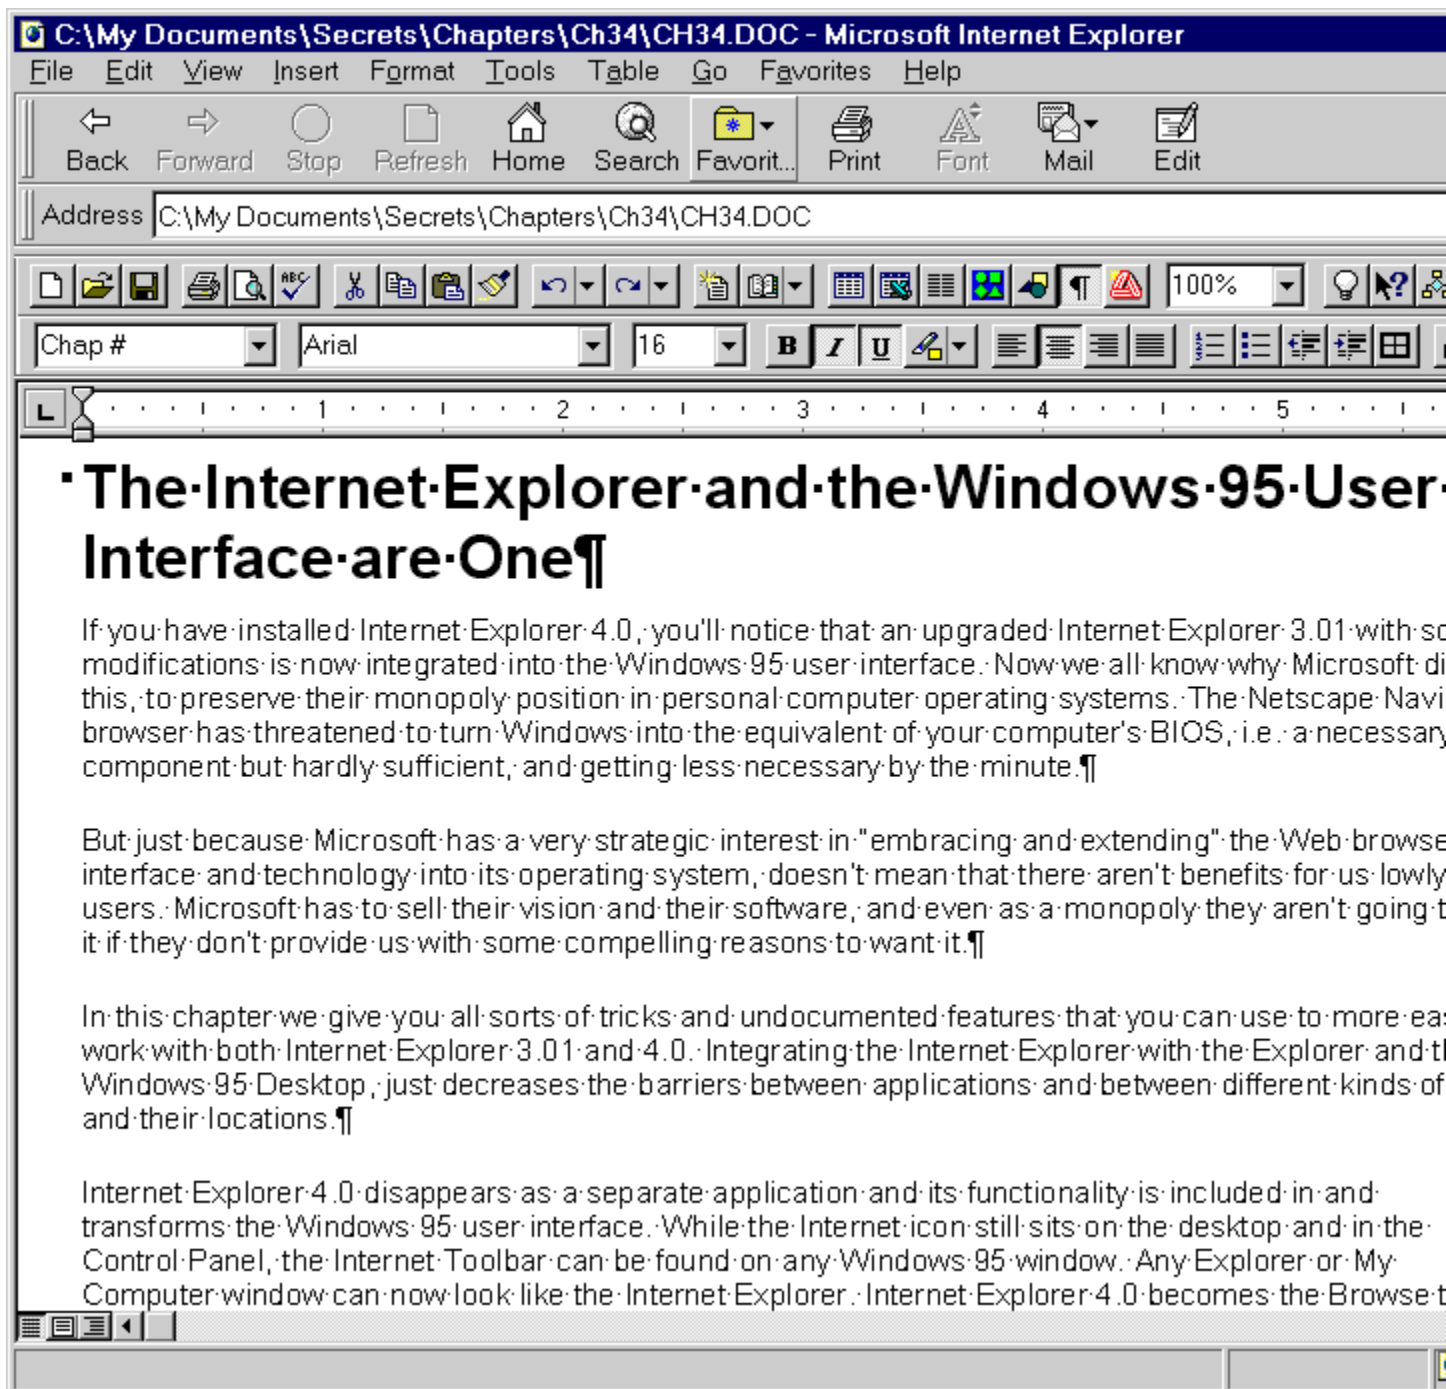 C:\My Documents\Secrets\Chapters\Ch34\CH34.DOC - Microsoft Internet Explorer
File Edit View Insert Format Tools Table Go Favorites Help
Back Forward Stop Refresh Home Search Favorit... Print Font Mail Edit
Address C:\My Documents\Secrets\Chapters\Ch34\CH34.DOC
ABC 100%
Chap # Arial 16 B I U
1 2 3 4 5
The·Internet·Explorer·and·the·Windows·95·User·
Interface·are·One¶
If·you·have·installed·Internet·Explorer·4.0,·you'll·notice·that·an·upgraded·Internet·Explorer·3.01·with·so
modifications·is·now·integrated·into·the·Windows·95·user·interface.·Now·we·all·know·why·Microsoft·di
this,·to·preserve·their·monopoly·position·in·personal·computer·operating·systems.·The·Netscape·Navi
browser·has·threatened·to·turn·Windows·into·the·equivalent·of·your·computer's·BIOS,·i.e.·a·necessary
component·but·hardly·sufficient,·and·getting·less·necessary·by·the·minute.¶
But·just·because·Microsoft·has·a·very·strategic·interest·in·"embracing·and·extending"·the·Web·browse
interface·and·technology·into·its·operating·system,·doesn't·mean·that·there·aren't·benefits·for·us·lowly
users.·Microsoft·has·to·sell·their·vision·and·their·software,·and·even·as·a·monopoly·they·aren't·going·t
it·if·they·don't·provide·us·with·some·compelling·reasons·to·want·it.¶
In·this·chapter·we·give·you·all·sorts·of·tricks·and·undocumented·features·that·you·can·use·to·more·eas
work·with·both·Internet·Explorer·3.01·and·4.0.·Integrating·the·Internet·Explorer·with·the·Explorer·and·th
Windows·95·Desktop,·just·decreases·the·barriers·between·applications·and·between·different·kinds·of
and·their·locations.¶
Internet·Explorer·4.0·disappears·as·a·separate·application·and·its·functionality·is·included·in·and·
transforms·the·Windows·95·user·interface.·While·the·Internet·icon·still·sits·on·the·desktop·and·in·the·
Control·Panel,·the·Internet·Toolbar·can·be·found·on·any·Windows·95·window.·Any·Explorer·or·My·
Computer·window·can·now·look·like·the·Internet·Explorer.·Internet·Explorer·4.0·becomes·the·Browse·t